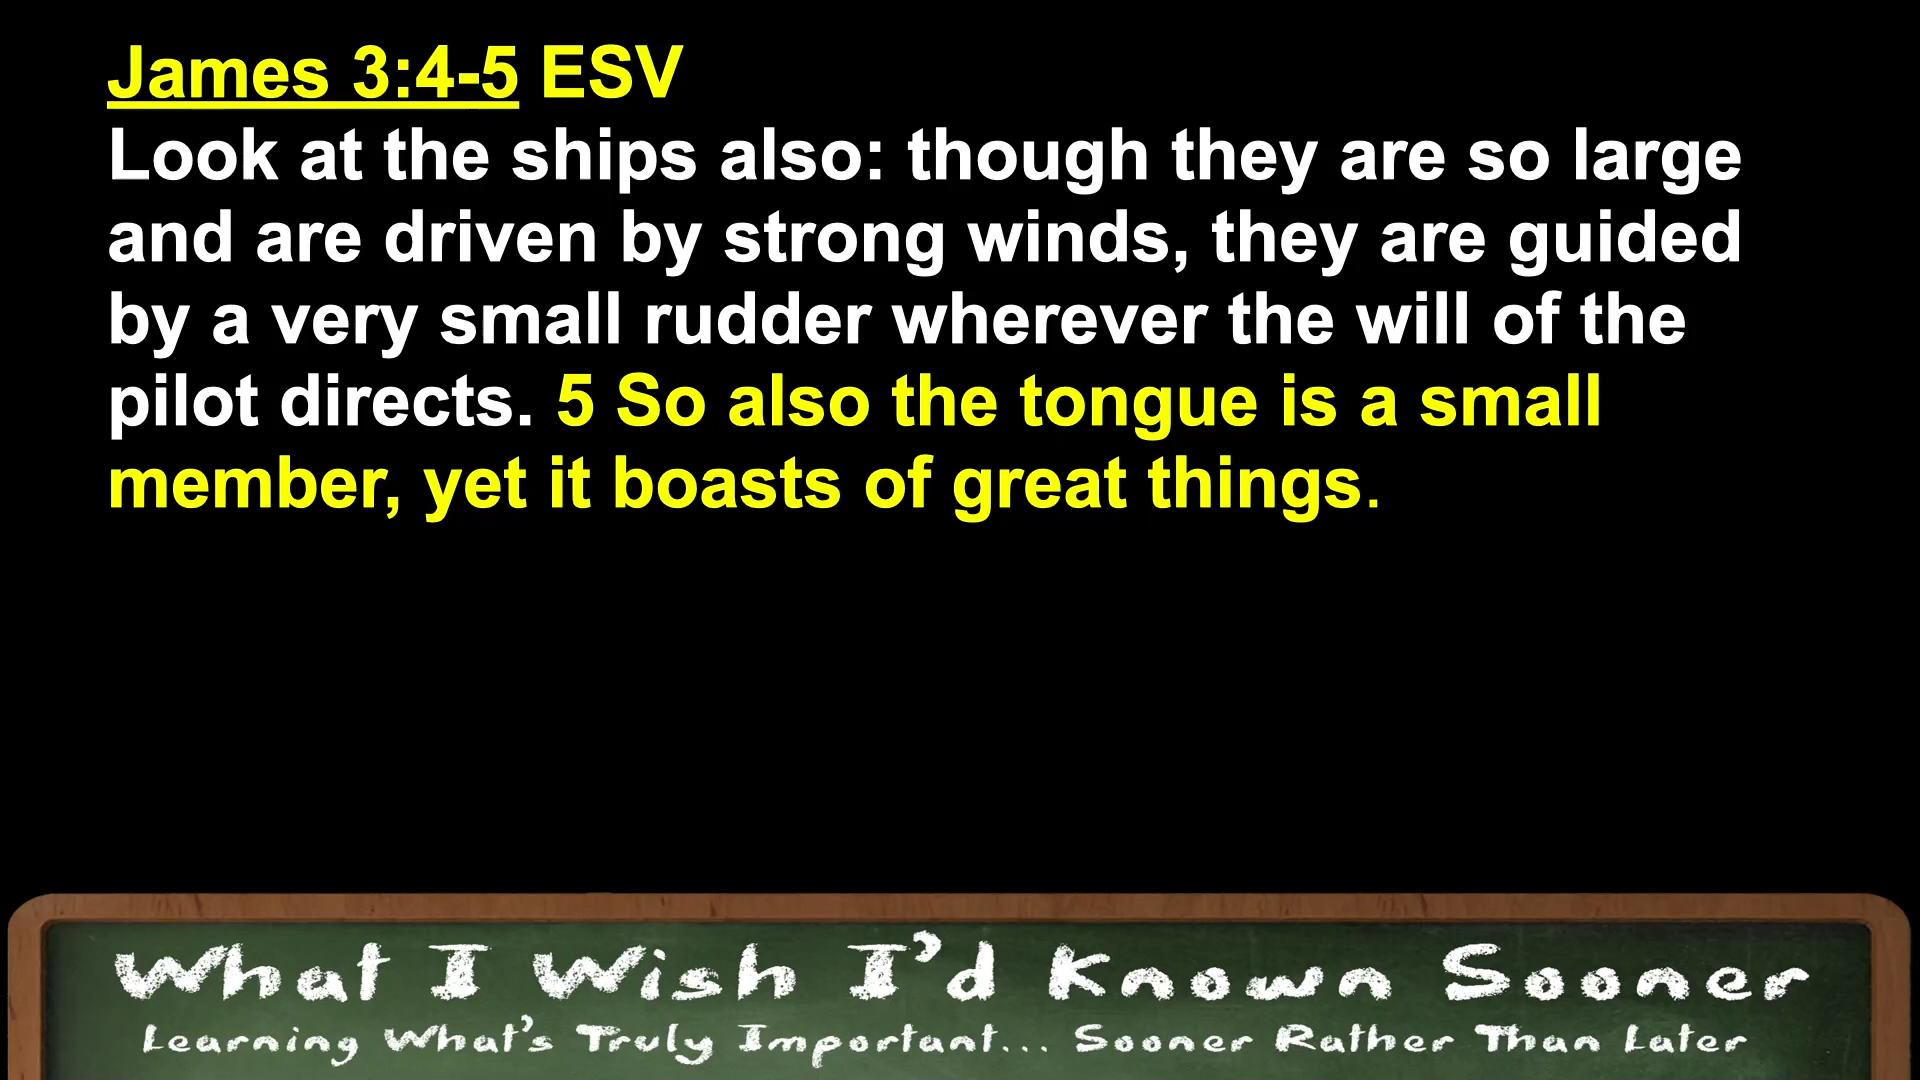 James 3:4-5 ESV
Look at the ships also: though they are so large
and are driven by strong winds, they are guided
by a very small rudder wherever the will of the
pilot directs. 5 So also the tongue is a small
member, yet it boasts of great things.
What I Wish I'd Known Sooner
Learning What's Truly Important... Sooner Rather Than Later